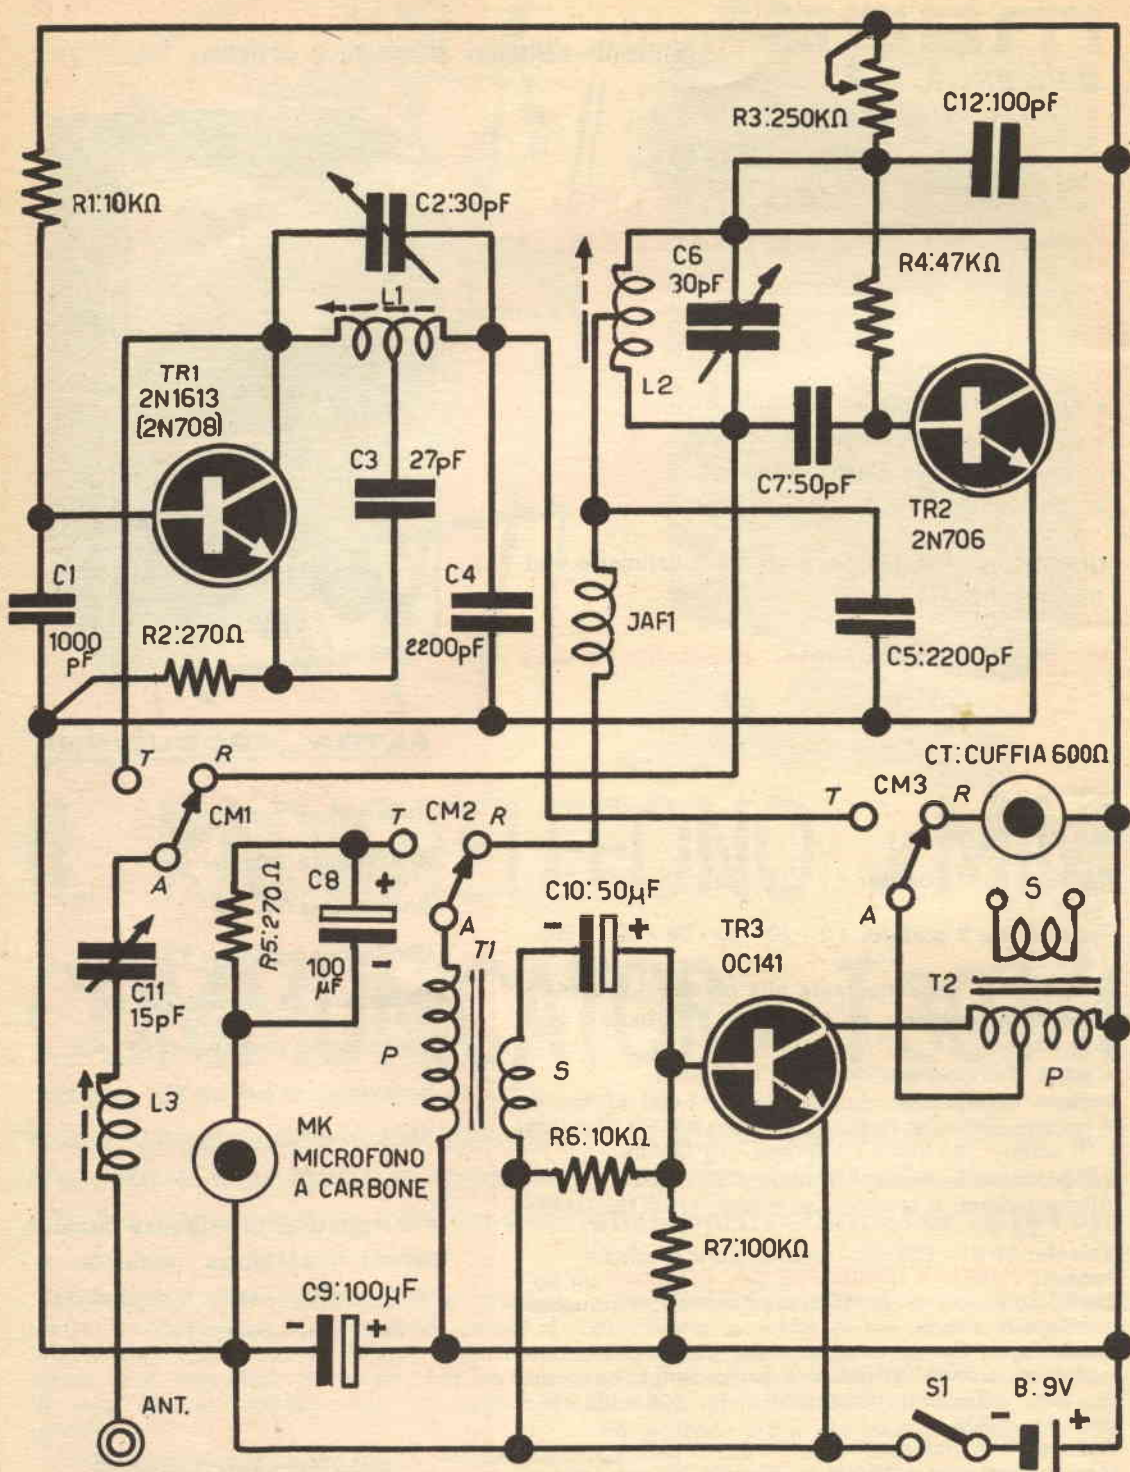 C12:100pF
R3:250KΩ
R1:10KΩ
C2:30pF
C6
30pF
R4:47KΩ
L1
TR1
2N1613
(2N708)
L2
C3 27pF
C7:50pF
TR2
2N706
C1
1000
pF
R2:270Ω
C4
2200pF
JAF1
C5:2200pF
T R
CM1
A
T CM2 R
A
CT:CUFFIA 600Ω
T CM3 R
A
R5:270Ω
C8 +
100
µF -
C10:50µF
- +
TR3
OC141
S
T2
P
C11
15pF
T1
P S
L3
MK
MICROFONO
A CARBONE
R6:10KΩ
R7:100KΩ
C9:100µF
- +
ANT.
S1 - B:9V +